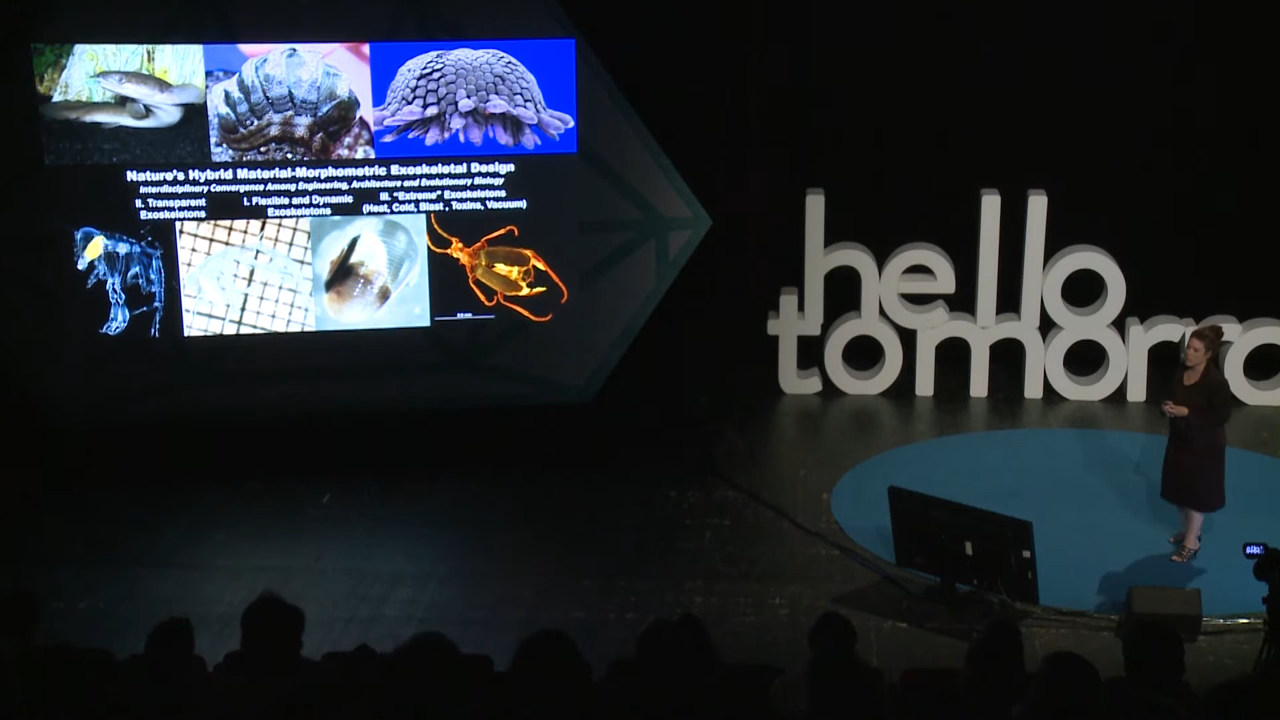 Nature's Hybrid Material-Morphometric Exoskeletal Design
Interdisciplinary Convergence Among Engineering, Architecture and Evolutionary Biology
II. Transparent
Exoskeletons
I. Flexible and Dynamic
Exoskeletons
III. "Extreme" Exoskeletons
(Heat, Cold, Blast , Toxins, Vacuum)
hello
tomorro